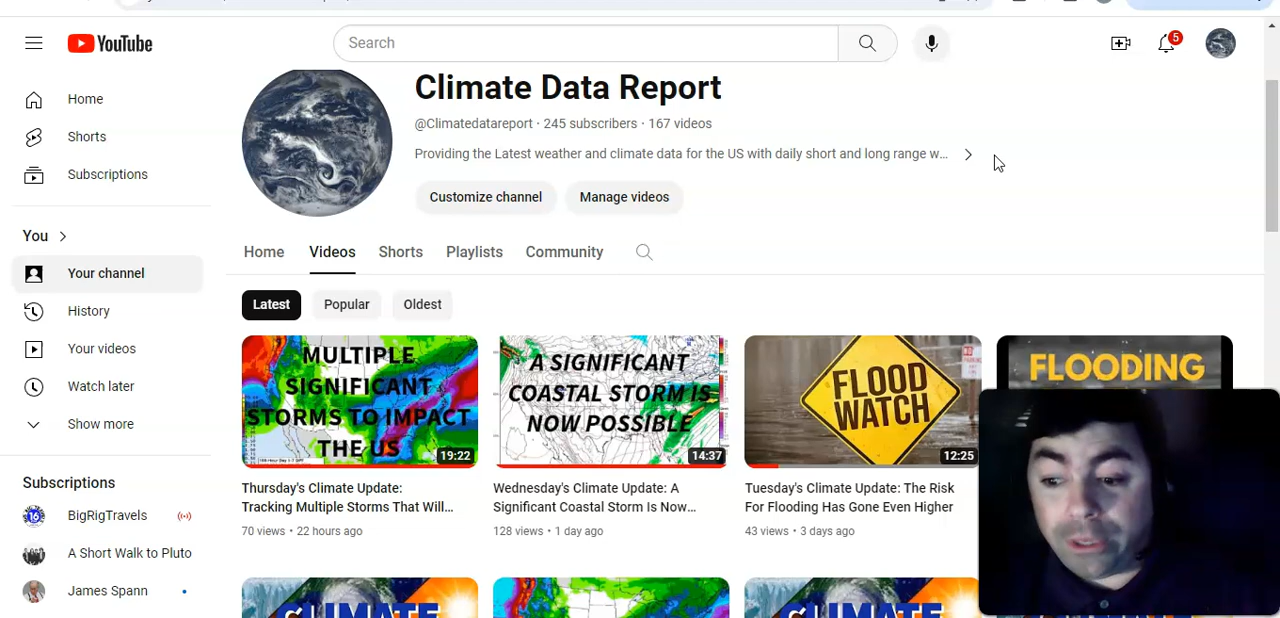 YouTube
Search
5
Home
Shorts
Subscriptions
You
Your channel
History
Your videos
Watch later
Show more
Subscriptions
BigRigTravels
A Short Walk to Pluto
James Spann
Climate Data Report
@Climatedatareport · 245 subscribers · 167 videos
Providing the Latest weather and climate data for the US with daily short and long range w...
Customize channel
Manage videos
Home
Videos
Shorts
Playlists
Community
Latest
Popular
Oldest
MULTIPLE
SIGNIFICANT
STORMS TO IMPACT
THE US
19:22
Thursday's Climate Update:
Tracking Multiple Storms That Will...
70 views • 22 hours ago
A SIGNIFICANT
COASTAL STORM IS
NOW POSSIBLE
14:37
Wednesday's Climate Update: A
Significant Coastal Storm Is Now...
128 views • 1 day ago
FLOOD
WATCH
12:25
Tuesday's Climate Update: The Risk
For Flooding Has Gone Even Higher
43 views • 3 days ago
FLOODING
CLIMATE
CLIMATE